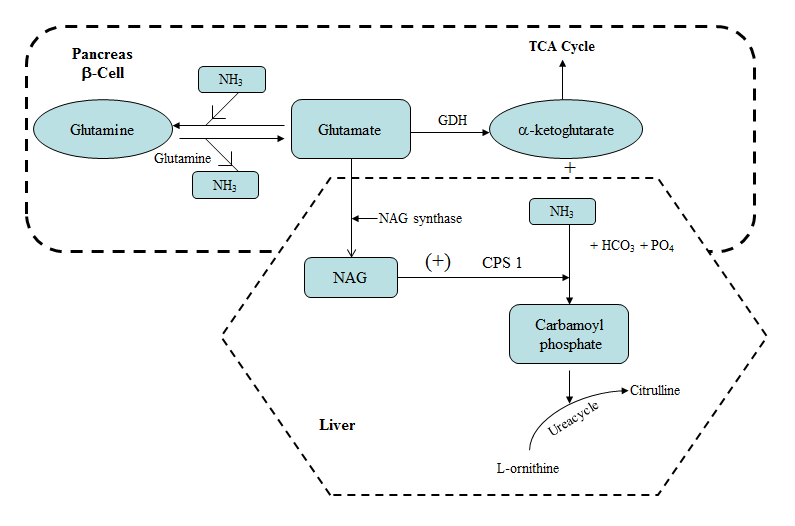 Pancreas
β-Cell
TCA Cycle
NH3
Glutamine
Glutamate
GDH
α-ketoglutarate
Glutamine
NH3
+
NH3
NAG synthase
+ HCO3 + PO4
NAG
(+)
CPS 1
Carbamoyl
phosphate
Citrulline
Ureacycle
Liver
L-ornithine